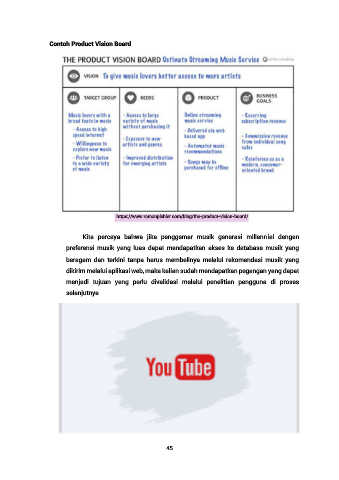 Contoh Product Vision Board
THE PRODUCT VISION BOARD Ostinato Streaming Music Service
VISION To give music lovers better access to more artists
TARGET GROUP
Music lovers with a
broad taste in music
- Access to high
speed internet
- Willingness to
explore new music
- Prefer to listen
to a wide variety
of music
NEEDS
- Access to large
variety of music
without purchasing it
- Exposure to new
artists and genres
- Improved distribution
for emerging artists
PRODUCT
Online streaming
music service
- Delivered via web
based app
- Automated music
recommendations
- Songs may be
purchased for offline
BUSINESS
GOALS
- Recurring
subscription revenue
- Commission revenue
from individual song
sales
- Reinforce us as a
modern, consumer-
oriented brand
https://www.romanpichler.com/blog/the-product-vision-board/
Kita percaya bahwa jika penggemar musik generasi millennial dengan
preferensi musik yang luas dapat mendapatkan akses ke database musik yang
beragam dan terkini tanpa harus membelinya melalui rekomendasi musik yang
dikirim melalui aplikasi web, maka kalian sudah mendapatkan pegangan yang dapat
menjadi tujuan yang perlu divalidasi melalui penelitian pengguna di proses
selanjutnya
YouTube
45